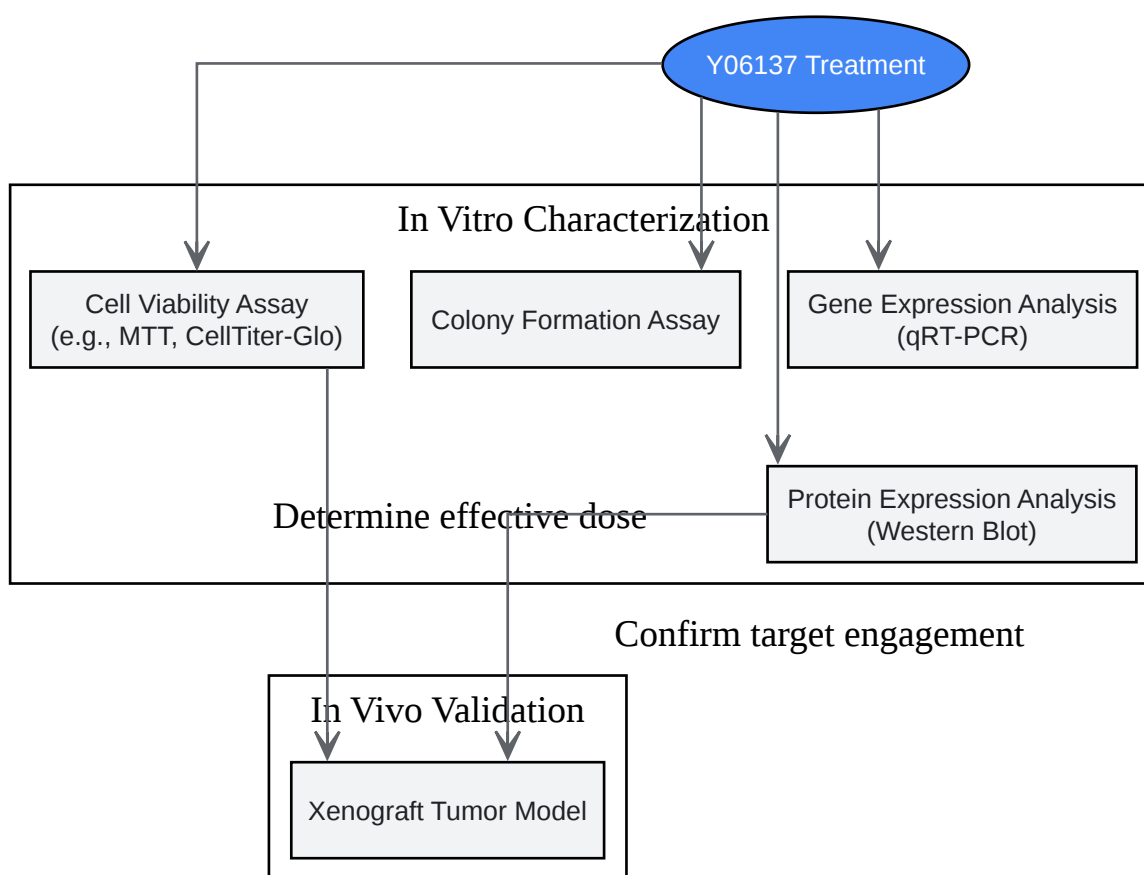 Y06137 Treatment
In Vitro Characterization
Cell Viability Assay
(e.g., MTT, CellTiter-Glo)
Colony Formation Assay
Gene Expression Analysis
(qRT-PCR)
Determine effective dose
Protein Expression Analysis
(Western Blot)
Confirm target engagement
In Vivo Validation
Xenograft Tumor Model